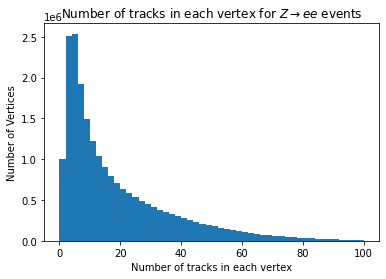 Number of tracks in each vertex for Z → ee events
1e6
2.5
2.0
1.5
1.0
0.5
0.0
Number of Vertices
0 20 40 60 80 100
Number of tracks in each vertex